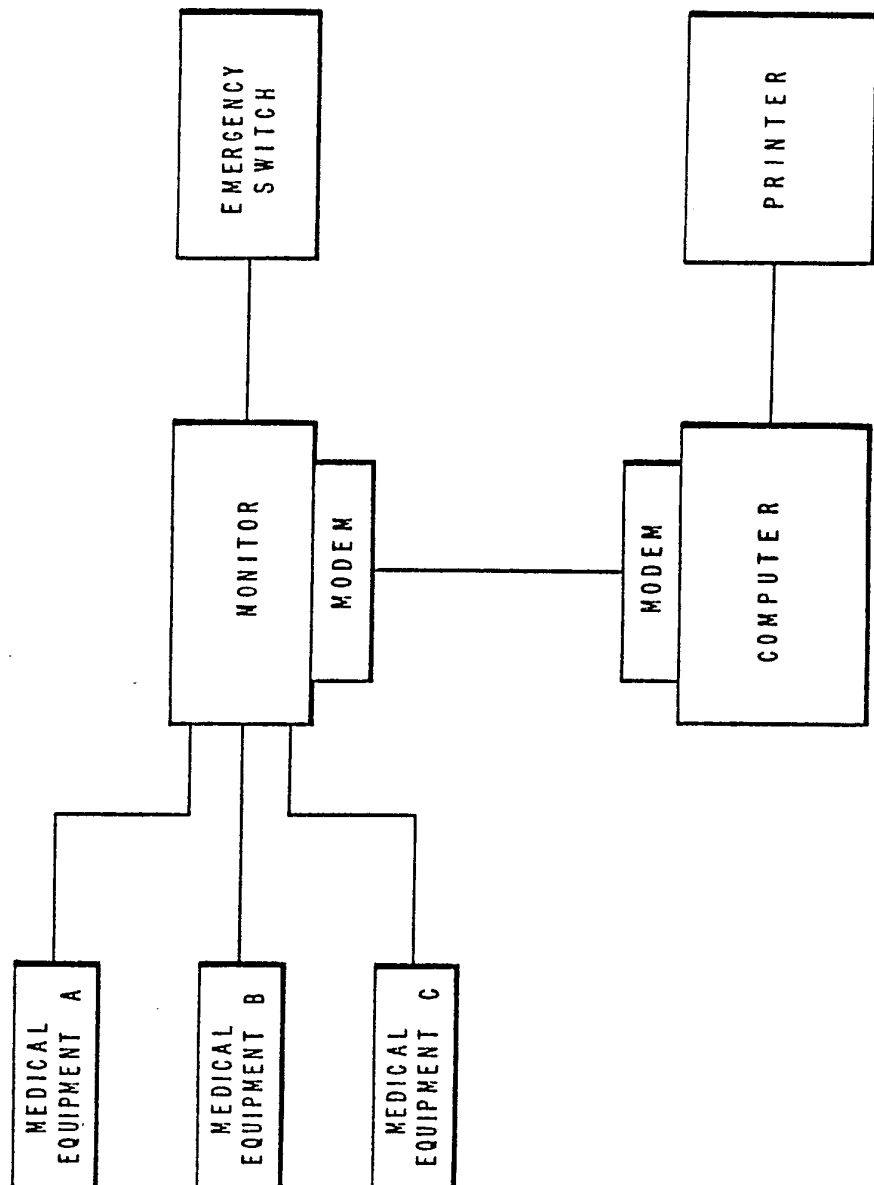 MEDICAL
EQUIPMENT A
MEDICAL
EQUIPMENT B
MEDICAL
EQUIPMENT C
MONITOR
MODEM
EMERGENCY
SWITCH
MODEM
COMPUTER
PRINTER